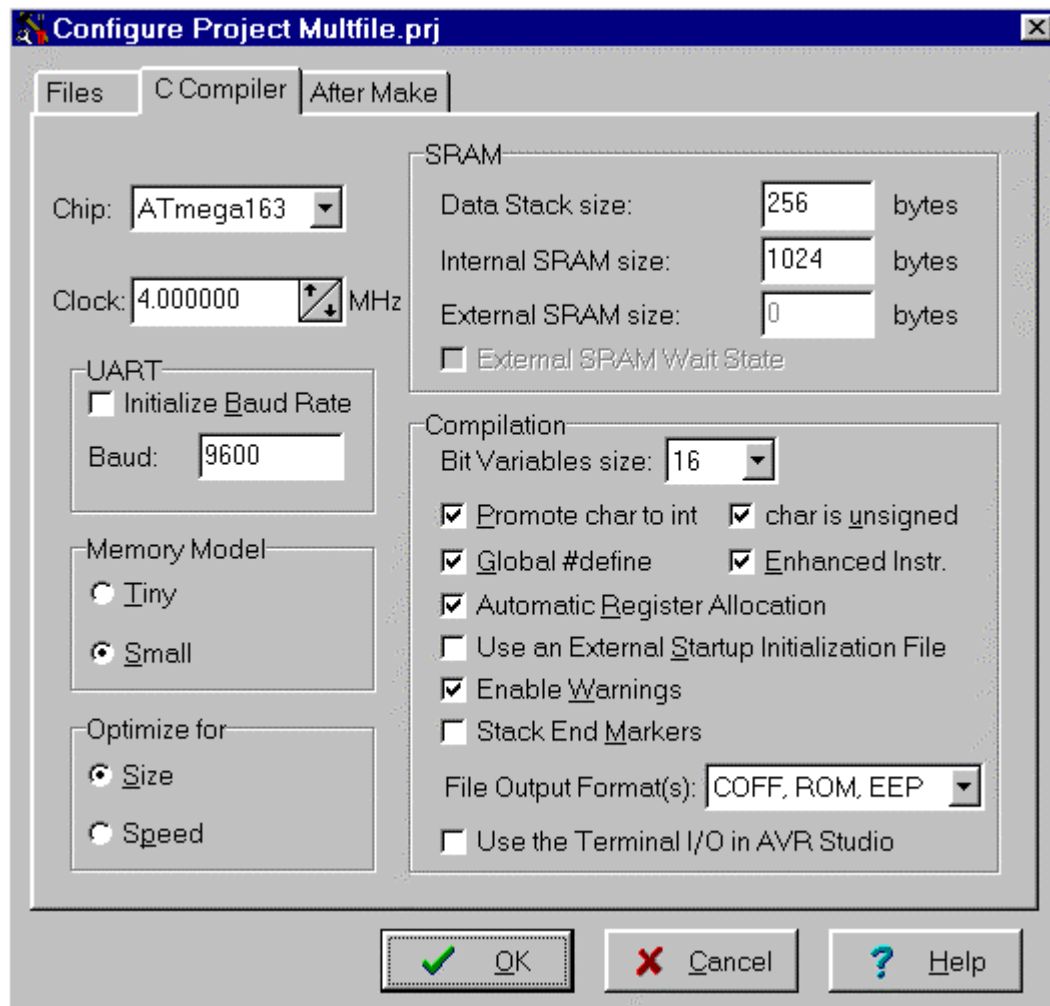 Configure Project Multfile.prj
Files
C Compiler
After Make
Chip:
ATmega163
Clock:
4.000000
MHz
UART
Initialize Baud Rate
Baud:
9600
Memory Model
Tiny
Small
Optimize for
Size
Speed
SRAM
Data Stack size:
256
bytes
Internal SRAM size:
1024
bytes
External SRAM size:
0
bytes
External SRAM Wait State
Compilation
Bit Variables size:
16
Promote char to int
char is unsigned
Global #define
Enhanced Instr.
Automatic Register Allocation
Use an External Startup Initialization File
Enable Warnings
Stack End Markers
File Output Format(s):
COFF, ROM, EEP
Use the Terminal I/O in AVR Studio
OK
Cancel
Help